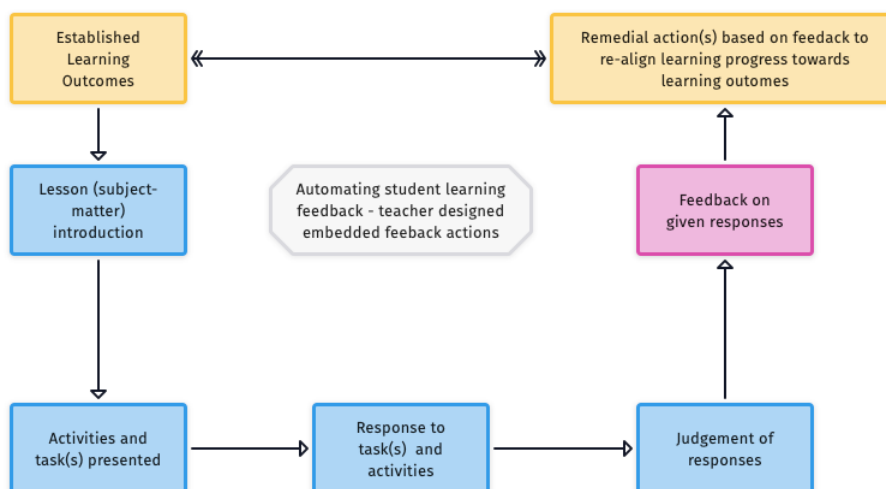 Established
Learning
Outcomes
Remedial action(s) based on feedack to
re-align learning progress towards
learning outomes
Lesson (subject-
matter)
introduction
Automating student learning
feedback - teacher designed
embedded feeback actions
Feedback on
given responses
Activities and
task(s) presented
Response to
task(s) and
activities
Judgement of
responses